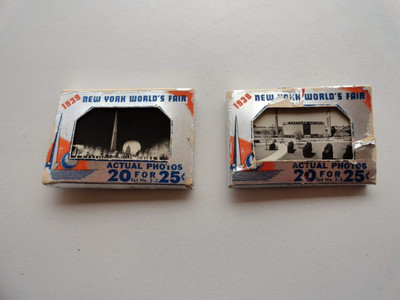 1939
NEW YORK WORLD'S FAIR
ACTUAL PHOTOS
20 FOR 25¢
1939
NEW YORK WORLD'S FAIR
ACTUAL PHOTOS
20 FOR 25¢